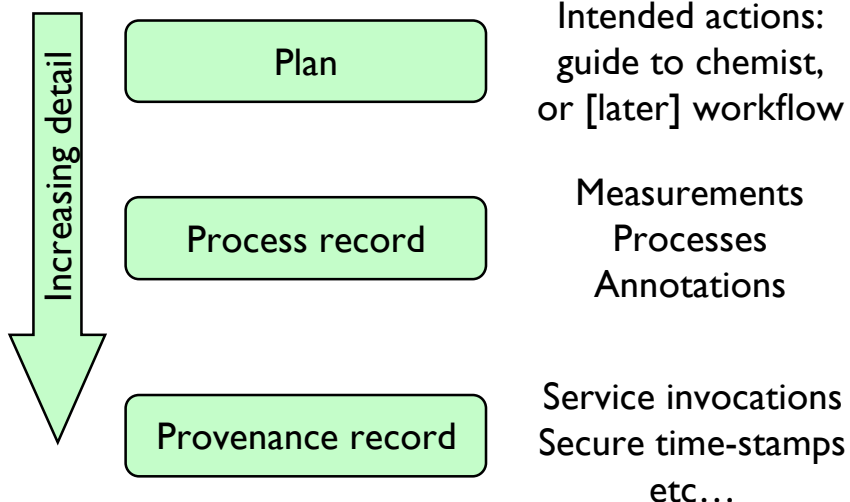 Increasing detail
Plan
Intended actions:
guide to chemist,
or [later] workflow
Process record
Measurements
Processes
Annotations
Provenance record
Service invocations
Secure time-stamps
etc…